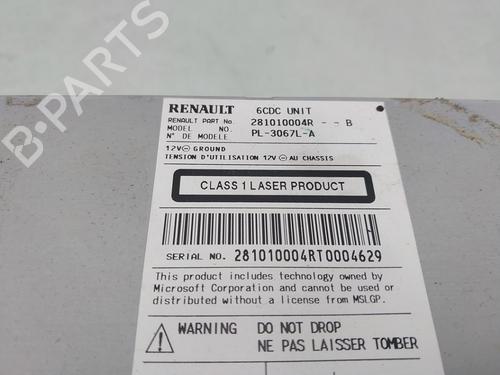 RENAULT 6CDC UNIT
RENAULT PART No. 281010004R - - B
MODEL NO. PL-3067L-A
N° DE MODELE
12V⊖ GROUND
TENSION D'UTILISATION 12V⊖ AU CHASSIS
CLASS 1 LASER PRODUCT
H
SERIAL NO. 281010004RT0004629
This product includes technology owned by
Microsoft Corporation and cannot be used or
distributed without a license from MSLGP.
WARNING DO NOT DROP
NE PAS LAISSER TOMBER